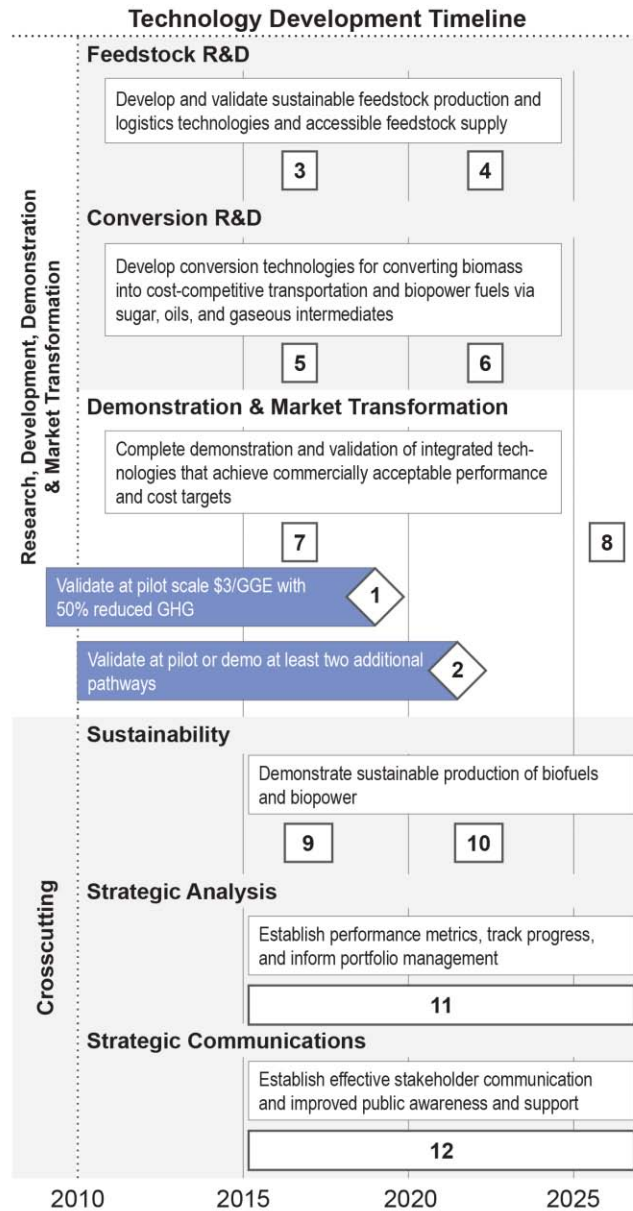 Technology Development Timeline
Research, Development, Demonstration
& Market Transformation
Feedstock R&D
Develop and validate sustainable feedstock production and
logistics technologies and accessible feedstock supply
3
4
Conversion R&D
Develop conversion technologies for converting biomass
into cost-competitive transportation and biopower fuels via
sugar, oils, and gaseous intermediates
5
6
Demonstration & Market Transformation
Complete demonstration and validation of integrated tech-
nologies that achieve commercially acceptable performance
and cost targets
7
8
Validate at pilot scale $3/GGE with
50% reduced GHG
1
Validate at pilot or demo at least two additional
pathways
2
Crosscutting
Sustainability
Demonstrate sustainable production of biofuels
and biopower
9
10
Strategic Analysis
Establish performance metrics, track progress,
and inform portfolio management
11
Strategic Communications
Establish effective stakeholder communication
and improved public awareness and support
12
2010
2015
2020
2025